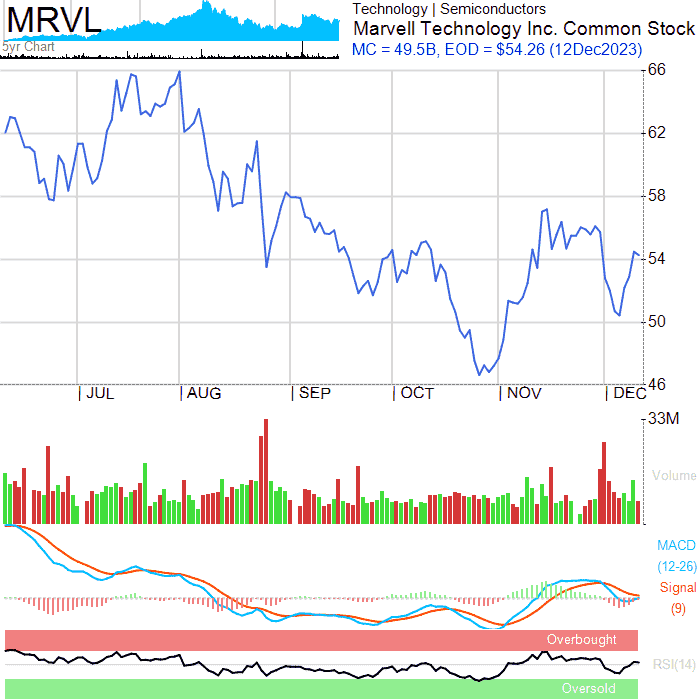 MRVL
5yr Chart
Technology | Semiconductors
Marvell Technology Inc. Common Stock
MC = 49.5B, EOD = $54.26 (12Dec2023)
66
62
58
54
50
46
JUL AUG SEP OCT NOV DEC
33M
Volume
MACD
(12-26)
Signal
(9)
Overbought
RSI(14)
Oversold